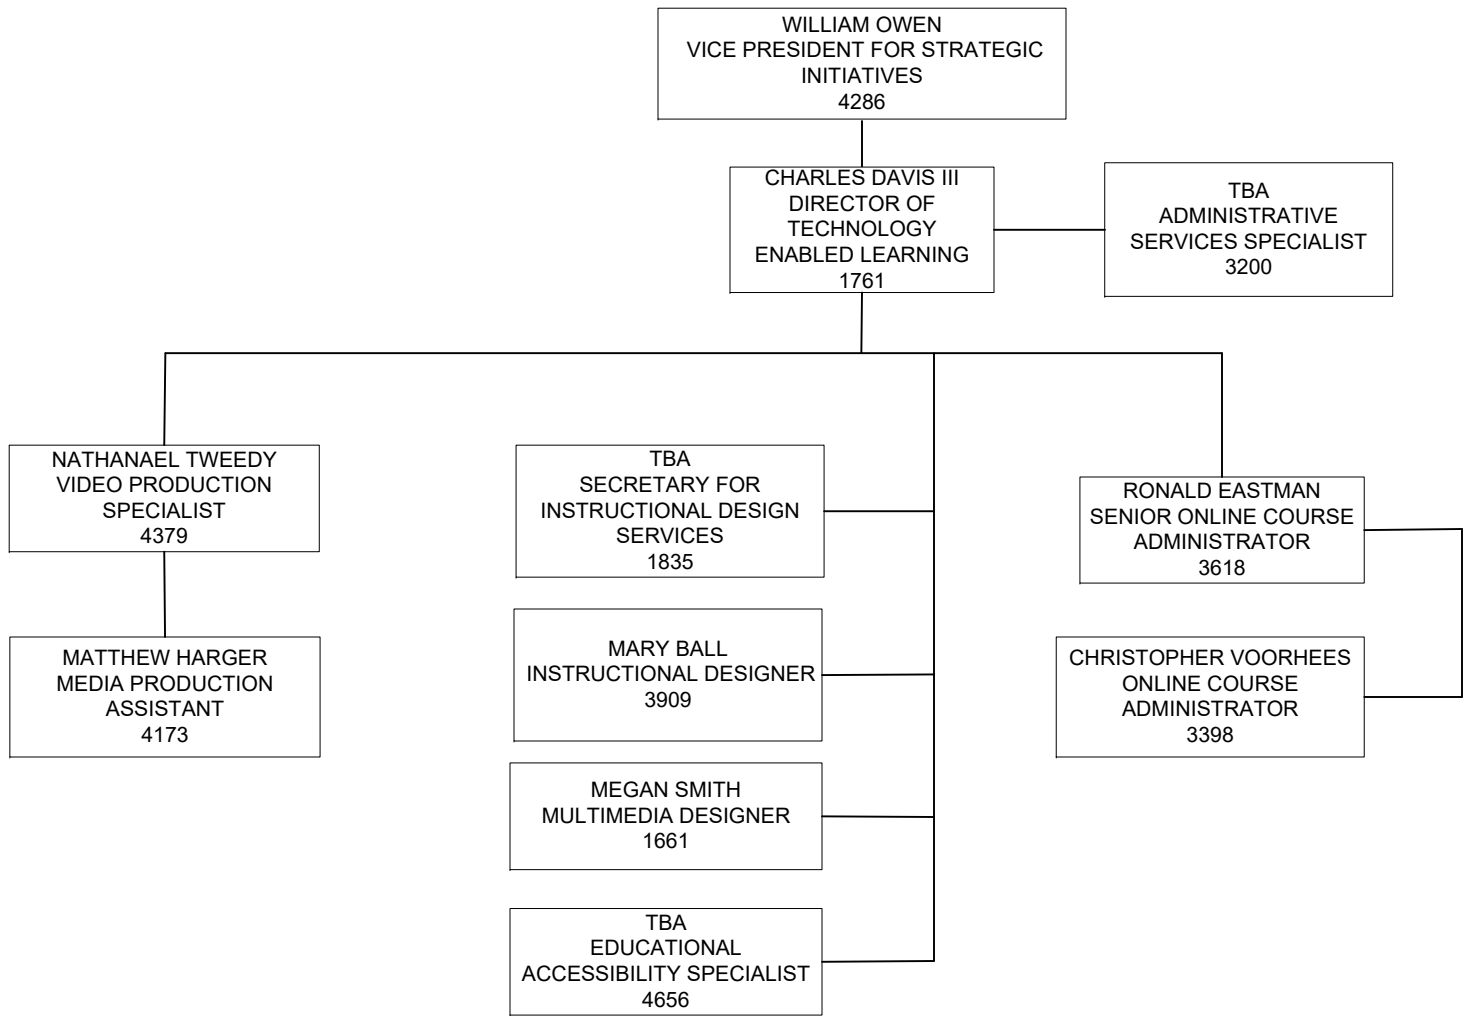 WILLIAM OWEN
VICE PRESIDENT FOR STRATEGIC
INITIATIVES
4286
CHARLES DAVIS III
DIRECTOR OF
TECHNOLOGY
ENABLED LEARNING
1761
TBA
ADMINISTRATIVE
SERVICES SPECIALIST
3200
NATHANAEL TWEEDY
VIDEO PRODUCTION
SPECIALIST
4379
MATTHEW HARGER
MEDIA PRODUCTION
ASSISTANT
4173
TBA
SECRETARY FOR
INSTRUCTIONAL DESIGN
SERVICES
1835
MARY BALL
INSTRUCTIONAL DESIGNER
3909
MEGAN SMITH
MULTIMEDIA DESIGNER
1661
TBA
EDUCATIONAL
ACCESSIBILITY SPECIALIST
4656
RONALD EASTMAN
SENIOR ONLINE COURSE
ADMINISTRATOR
3618
CHRISTOPHER VOORHEES
ONLINE COURSE
ADMINISTRATOR
3398